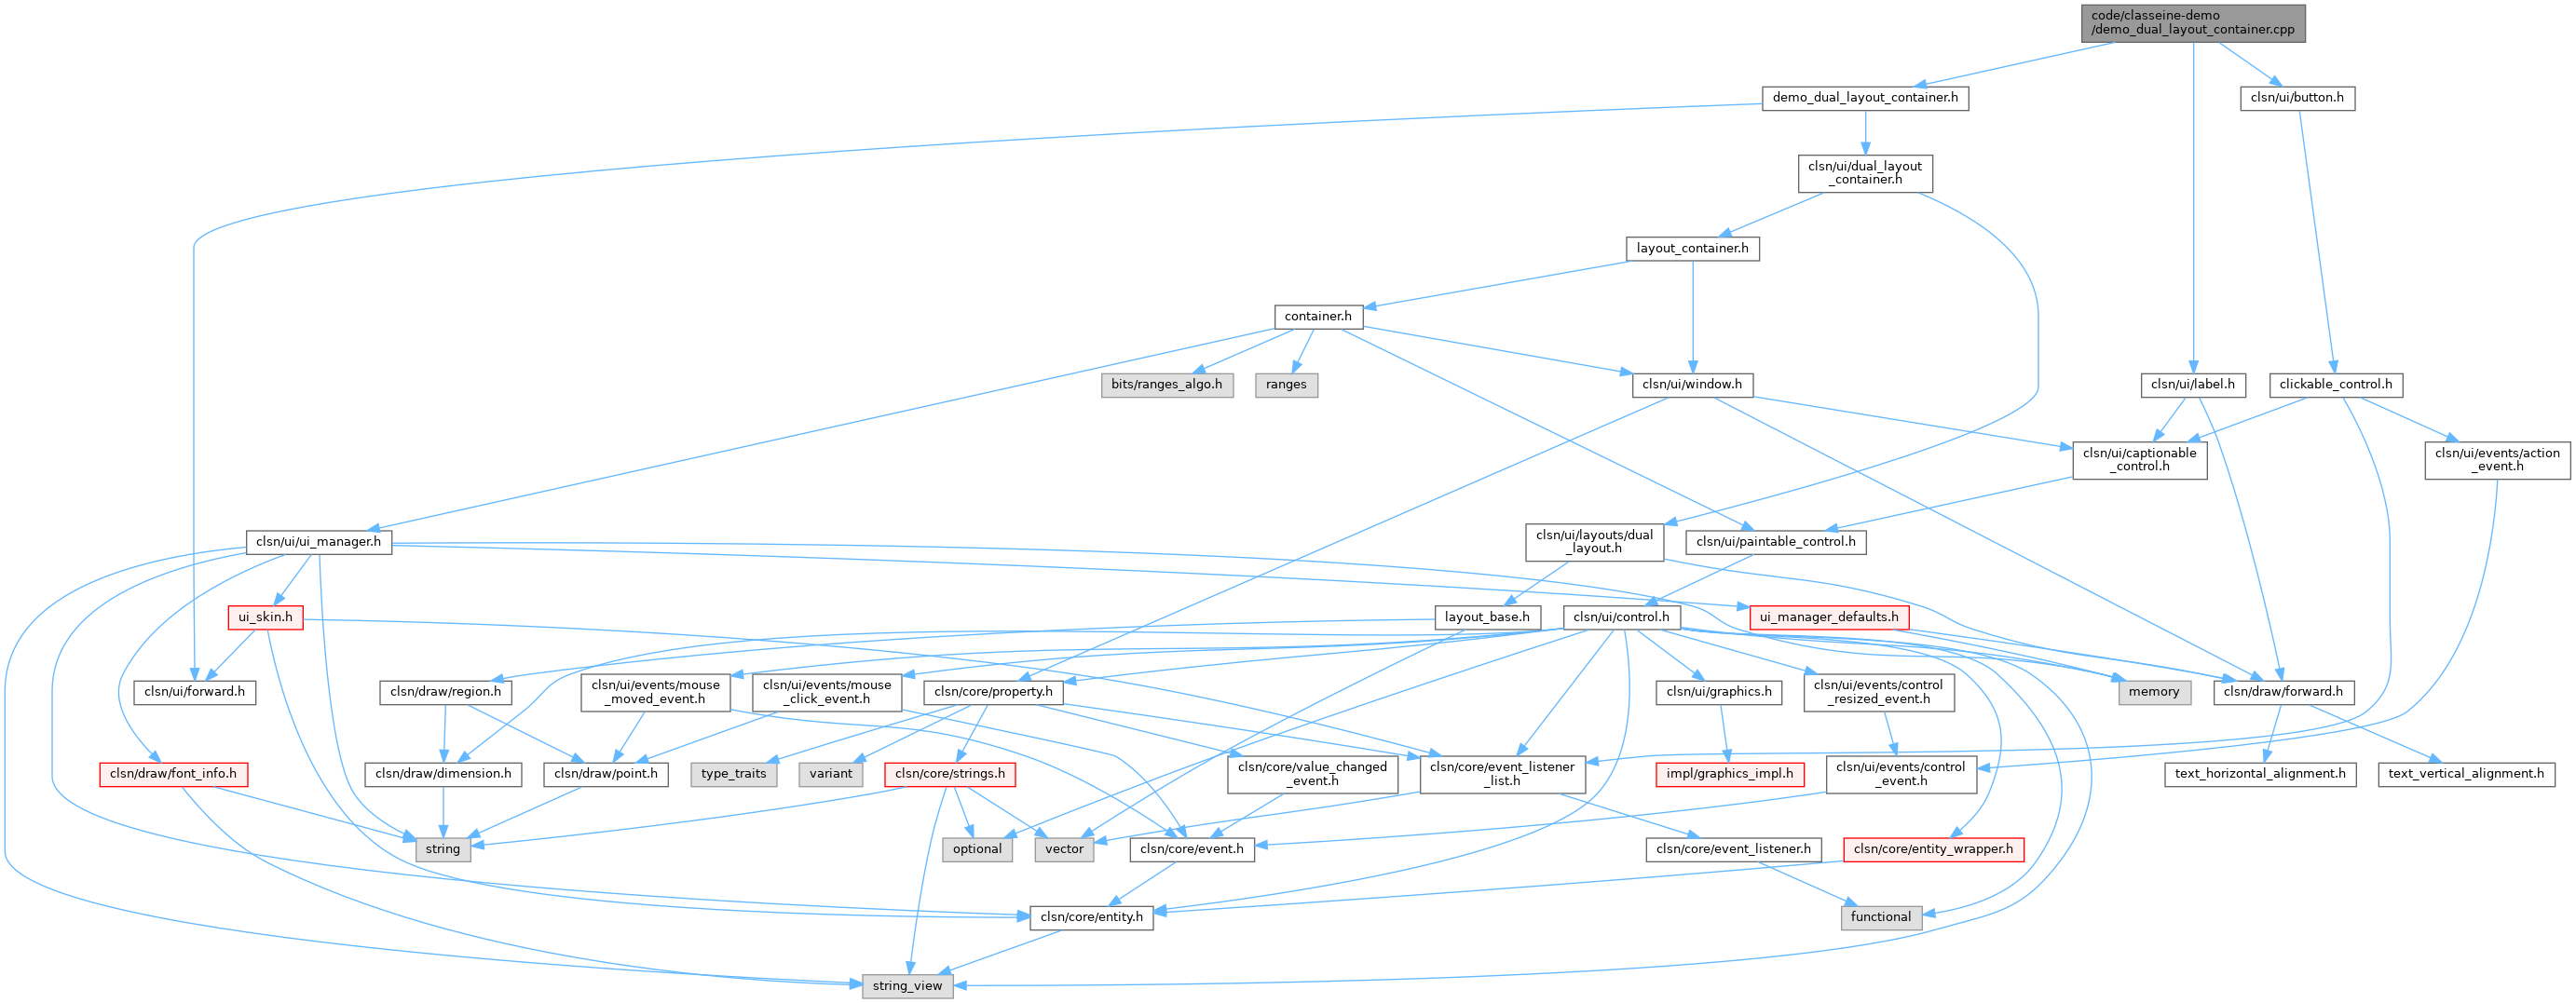 code/classeine-demo
/demo_dual_layout_container.cpp
demo_dual_layout_container.h
clsn/ui/button.h
clsn/ui/dual_layout
_container.h
layout_container.h
container.h
bits/ranges_algo.h
ranges
clsn/ui/window.h
clsn/ui/label.h
clickable_control.h
clsn/ui/captionable
_control.h
clsn/ui/events/action
_event.h
clsn/ui/ui_manager.h
clsn/ui/layouts/dual
_layout.h
clsn/ui/paintable_control.h
ui_skin.h
layout_base.h
clsn/ui/control.h
ui_manager_defaults.h
clsn/ui/forward.h
clsn/draw/region.h
clsn/ui/events/mouse
_moved_event.h
clsn/ui/events/mouse
_click_event.h
clsn/core/property.h
clsn/ui/graphics.h
clsn/ui/events/control
_resized_event.h
memory
clsn/draw/forward.h
clsn/draw/font_info.h
clsn/draw/dimension.h
clsn/draw/point.h
type_traits
variant
clsn/core/strings.h
clsn/core/value_changed
_event.h
clsn/core/event_listener
_list.h
impl/graphics_impl.h
clsn/ui/events/control
_event.h
text_horizontal_alignment.h
text_vertical_alignment.h
string
optional
vector
clsn/core/event.h
clsn/core/event_listener.h
clsn/core/entity_wrapper.h
clsn/core/entity.h
functional
string_view